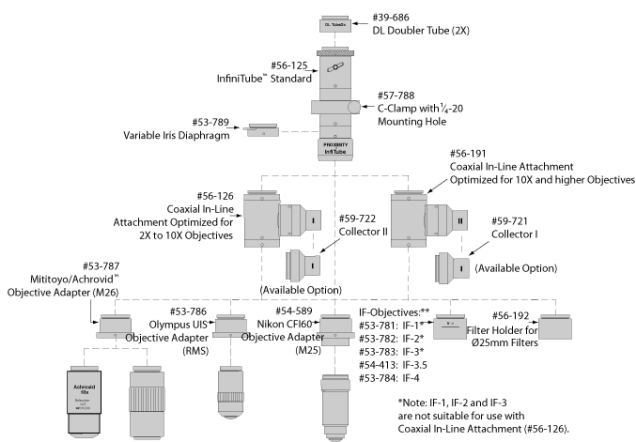 #39-686
DL Doubler Tube (2X)
#56-125
InfiniTube™ Standard
#57-788
C-Clamp with ¼-20
Mounting Hole
#53-789
Variable Iris Diaphragm
PROXIMITY
InfiTube
#56-191
Coaxial In-Line Attachment
Optimized for 10X and higher Objectives
#56-126
Coaxial In-Line
Attachment Optimized for
2X to 10X Objectives
I
#59-722
Collector II
I
(Available Option)
II
#59-721
Collector I
I
(Available Option)
#53-787
Mititoyo/Achrovid™
Objective Adapter (M26)
#53-786
Olympus UIS
Objective Adapter
(RMS)
#54-589
Nikon CFI60
Objective Adapter
(M25)
IF-Objectives:**
#53-781: IF-1*
#53-782: IF-2*
#53-783: IF-3*
#54-413: IF-3.5
#53-784: IF-4
#56-192
Filter Holder for
Ø25mm Filters
Achroid
10x
*Note: IF-1, IF-2 and IF-3
are not suitable for use with
Coaxial In-Line Attachment (#56-126).